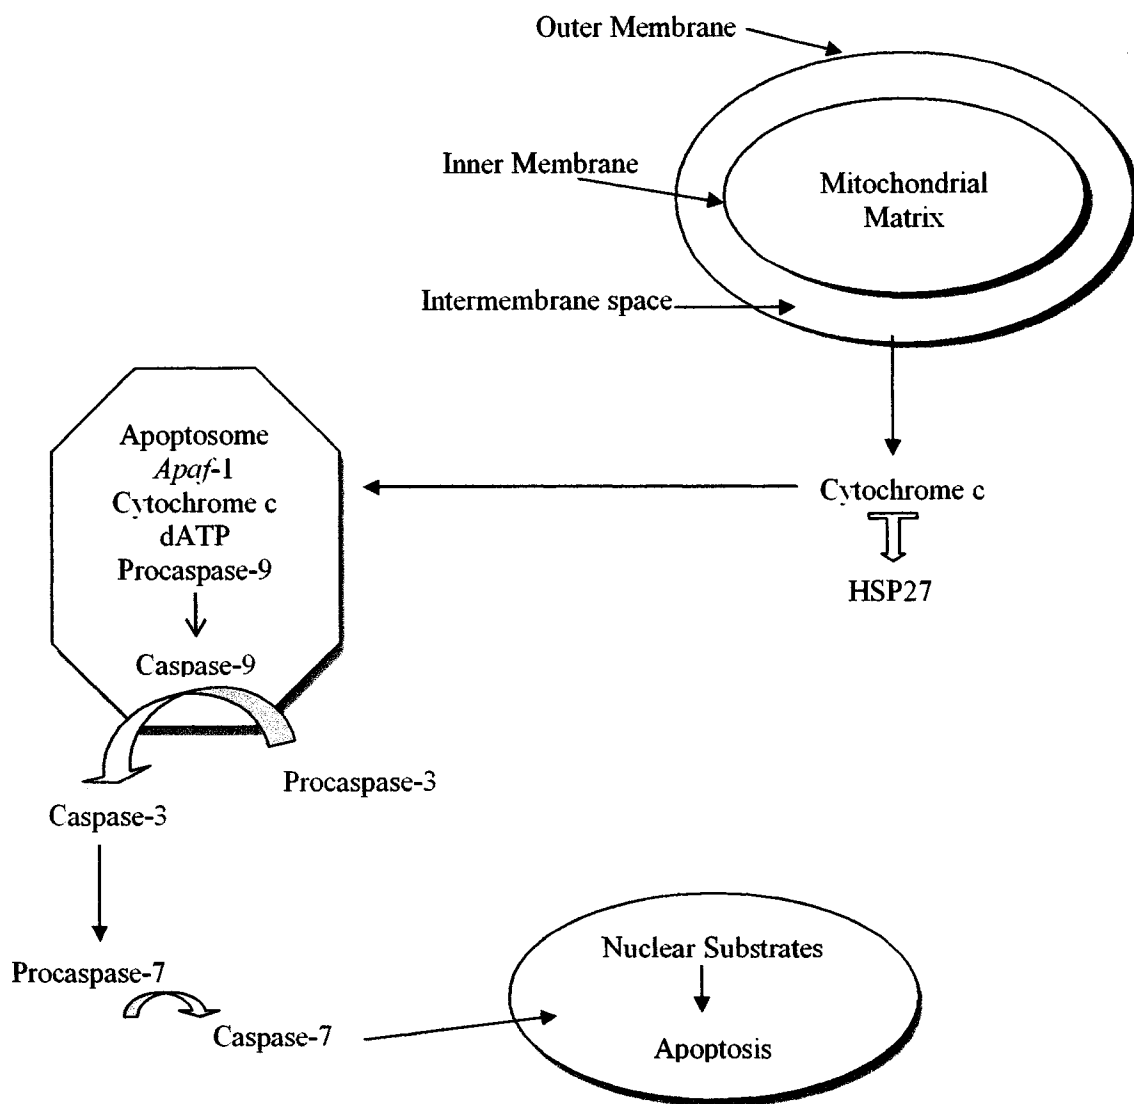 Outer Membrane
Inner Membrane
Mitochondrial
Matrix
Intermembrane space
Apoptosome
Apaf-1
Cytochrome c
dATP
Procaspase-9
Caspase-9
Cytochrome c
HSP27
Procaspase-3
Caspase-3
Procaspase-7
Caspase-7
Nuclear Substrates
Apoptosis